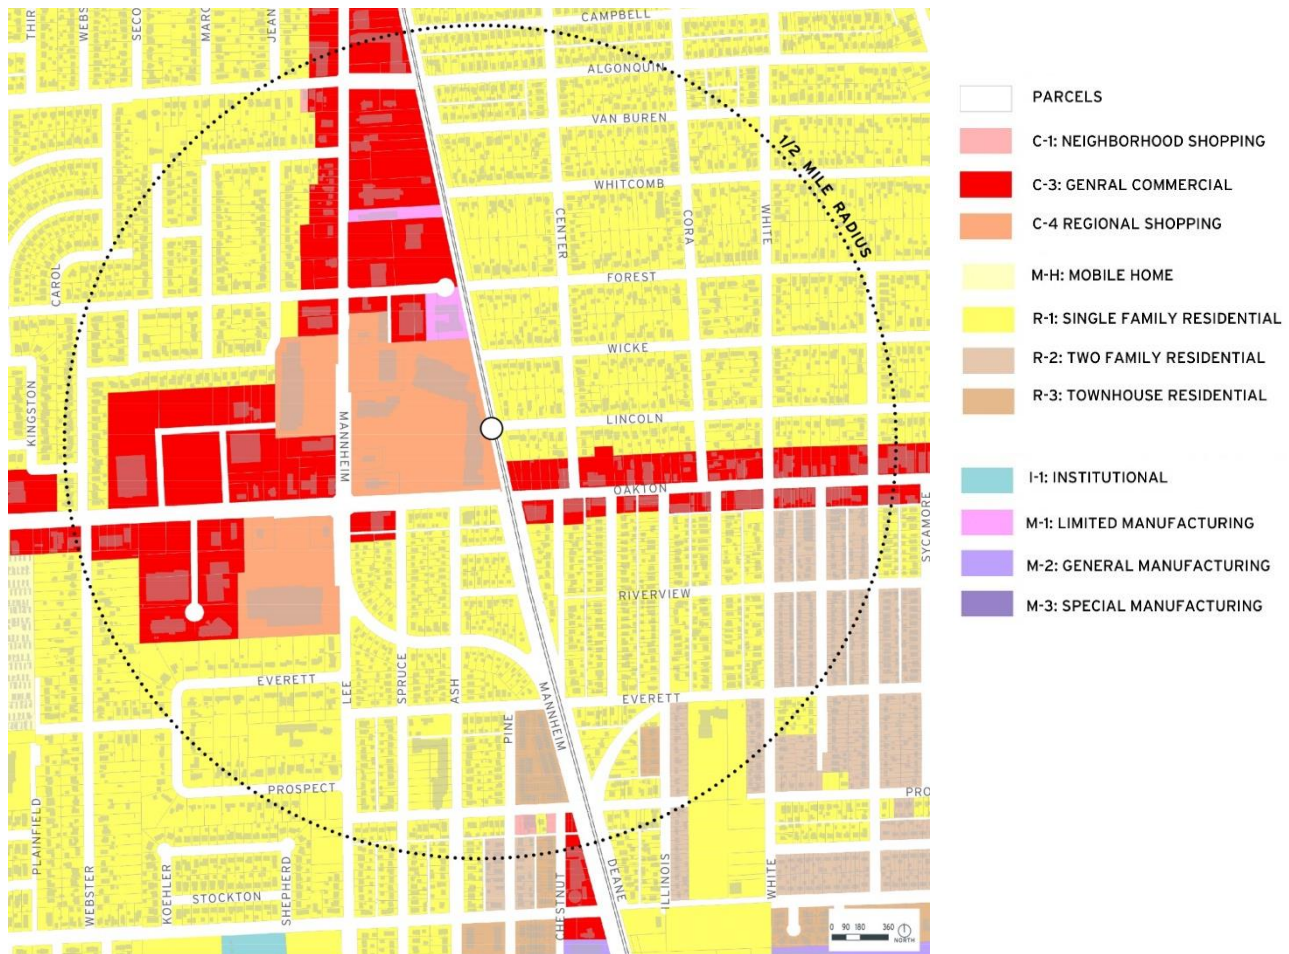 THIR
WEBS
SECO
MARC
JEAN
CAMPBELL
ALGONQUIN
VAN BUREN
WHITCOMB
1/2 MILE RADIUS
CENTER
CORA
WHITE
CAROL
FOREST
WICKE
KINGSTON
MANNHEIM
LINCOLN
OAKTON
SYCAMORE
RIVERVIEW
EVERETT
LEE
SPRUCE
ASH
MANNHEIM
EVERETT
PINE
PROSPECT
PRO
PLAINFIELD
WEBSTER
KOEHLER
SHEPHERD
STOCKTON
CHESTNUT
DEANE
ILLINOIS
WHITE
0 90 180 360
NORTH
PARCELS
C-1: NEIGHBORHOOD SHOPPING
C-3: GENRAL COMMERCIAL
C-4 REGIONAL SHOPPING
M-H: MOBILE HOME
R-1: SINGLE FAMILY RESIDENTIAL
R-2: TWO FAMILY RESIDENTIAL
R-3: TOWNHOUSE RESIDENTIAL
I-1: INSTITUTIONAL
M-1: LIMITED MANUFACTURING
M-2: GENERAL MANUFACTURING
M-3: SPECIAL MANUFACTURING